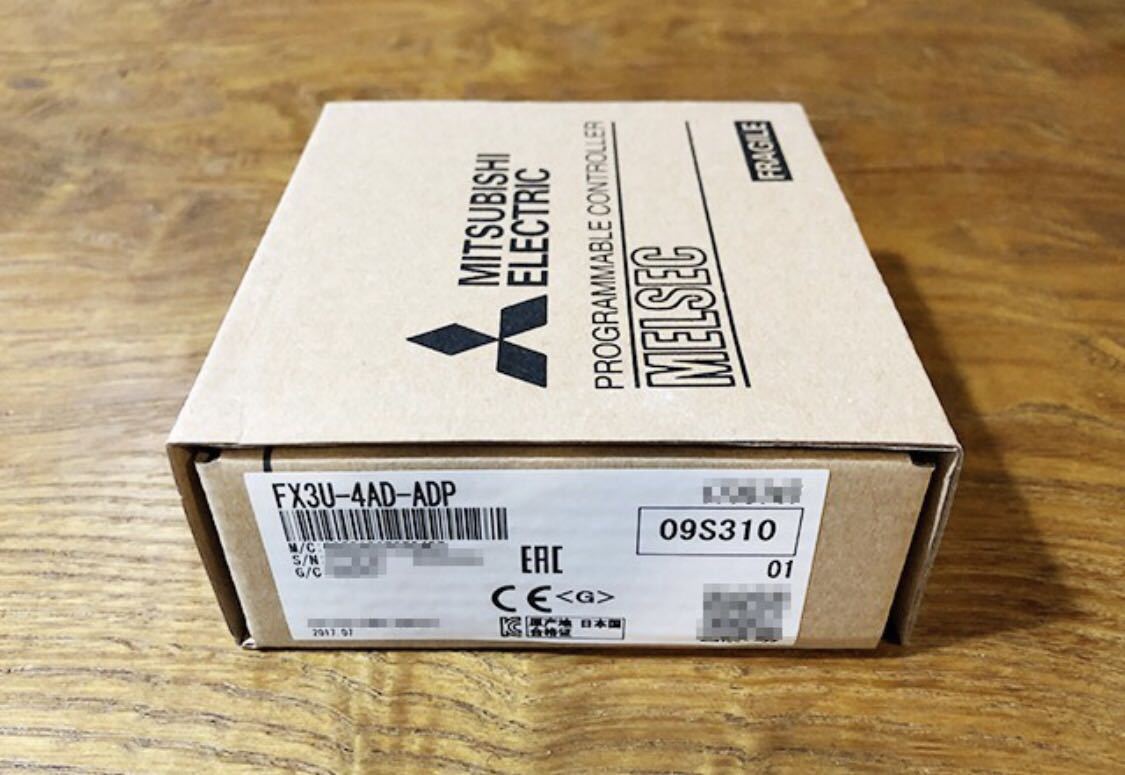 MITSUBISHI
ELECTRIC
PROGRAMMABLE CONTROLLER
MELSEC
FRAGILE
FX3U-4AD-ADP
09S310
M/C:
S/N:
G/C
EAC
01
CE<G>
原产地 日本国
合格证
2017.07